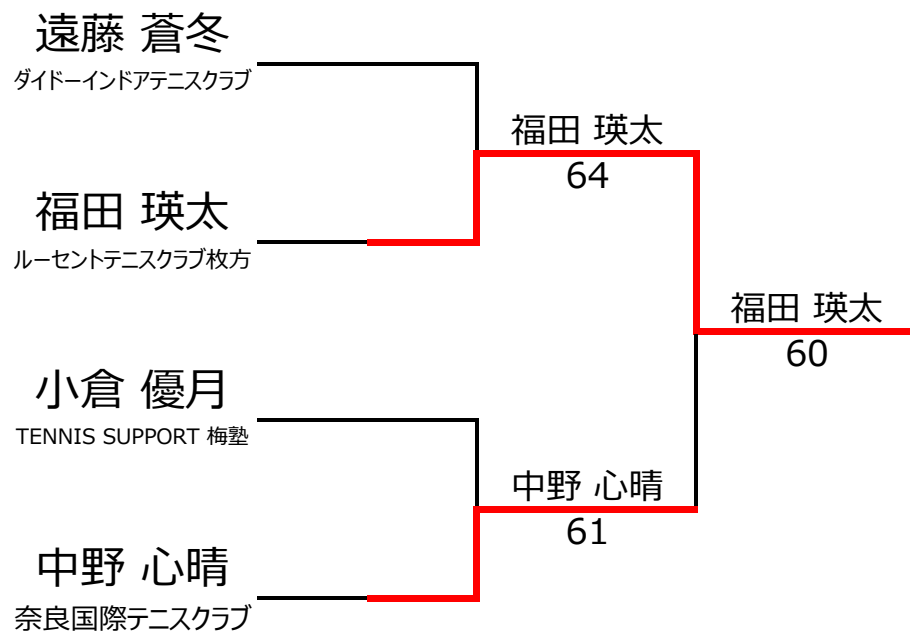 遠藤 蒼冬
ダイドーインドアテニスクラブ
福田 瑛太
64
福田 瑛太
ルーセントテニスクラブ枚方
福田 瑛太
60
小倉 優月
TENNIS SUPPORT 梅塾
中野 心晴
61
中野 心晴
奈良国際テニスクラブ